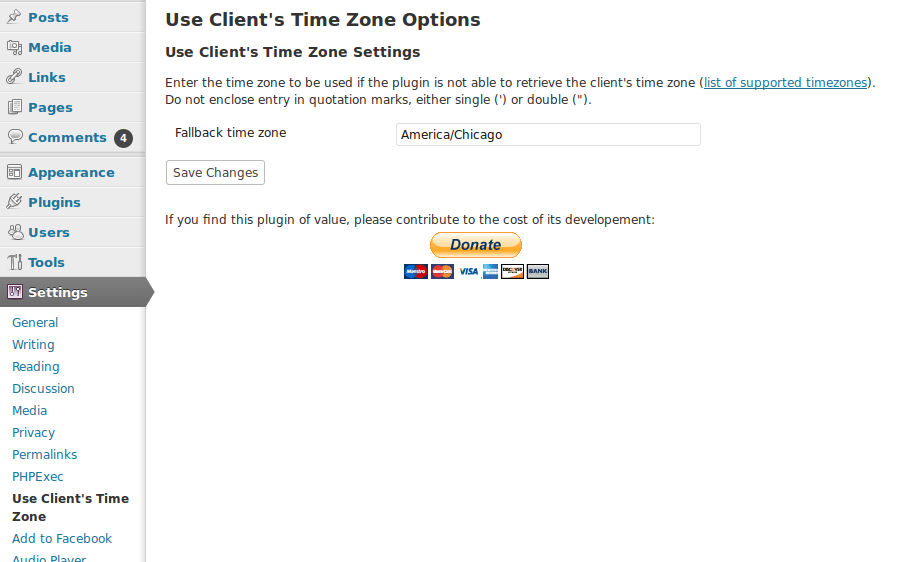 Posts
Media
Links
Pages
Comments 4
Appearance
Plugins
Users
Tools
Settings
General
Writing
Reading
Discussion
Media
Privacy
Permalinks
PHPExec
Use Client's Time
Zone
Add to Facebook
Audio Player
Use Client's Time Zone Options
Use Client's Time Zone Settings
Enter the time zone to be used if the plugin is not able to retrieve the client's time zone (list of supported timezones).
Do not enclose entry in quotation marks, either single (') or double (").
Fallback time zone America/Chicago
Save Changes
If you find this plugin of value, please contribute to the cost of its developement:
Donate
Maestro MasterCard VISA DISCOVER BANK